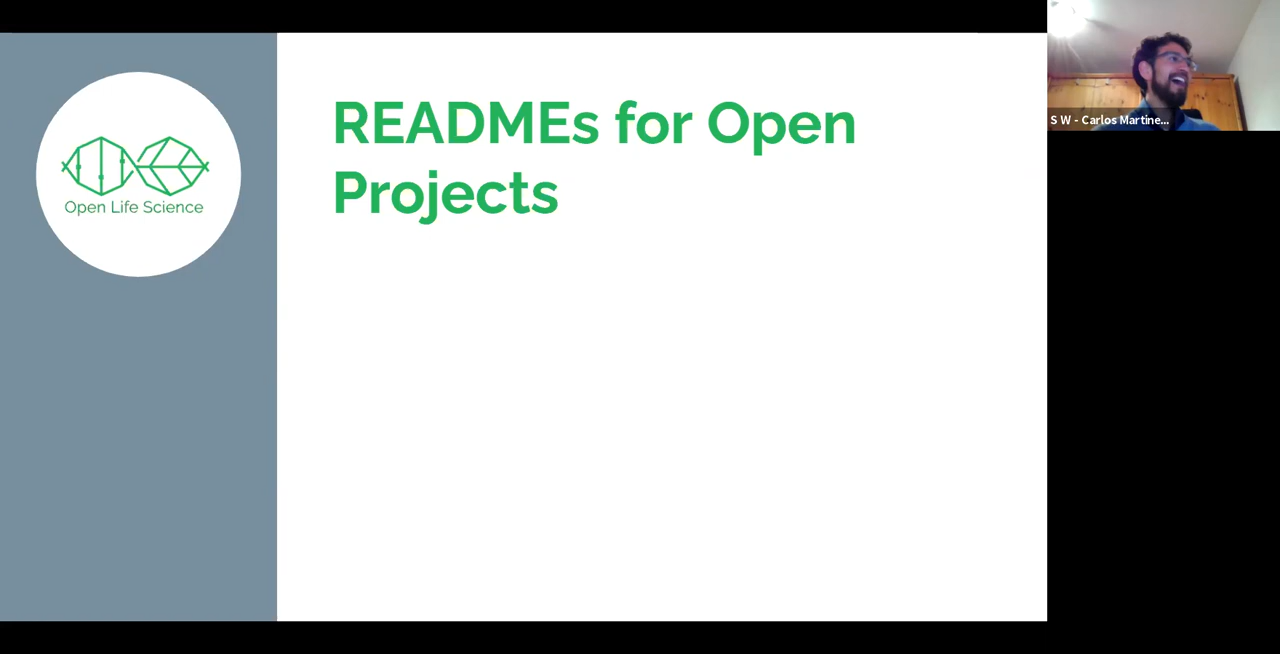 READMEs for Open
Projects
Open Life Science
S W - Carlos Martine...